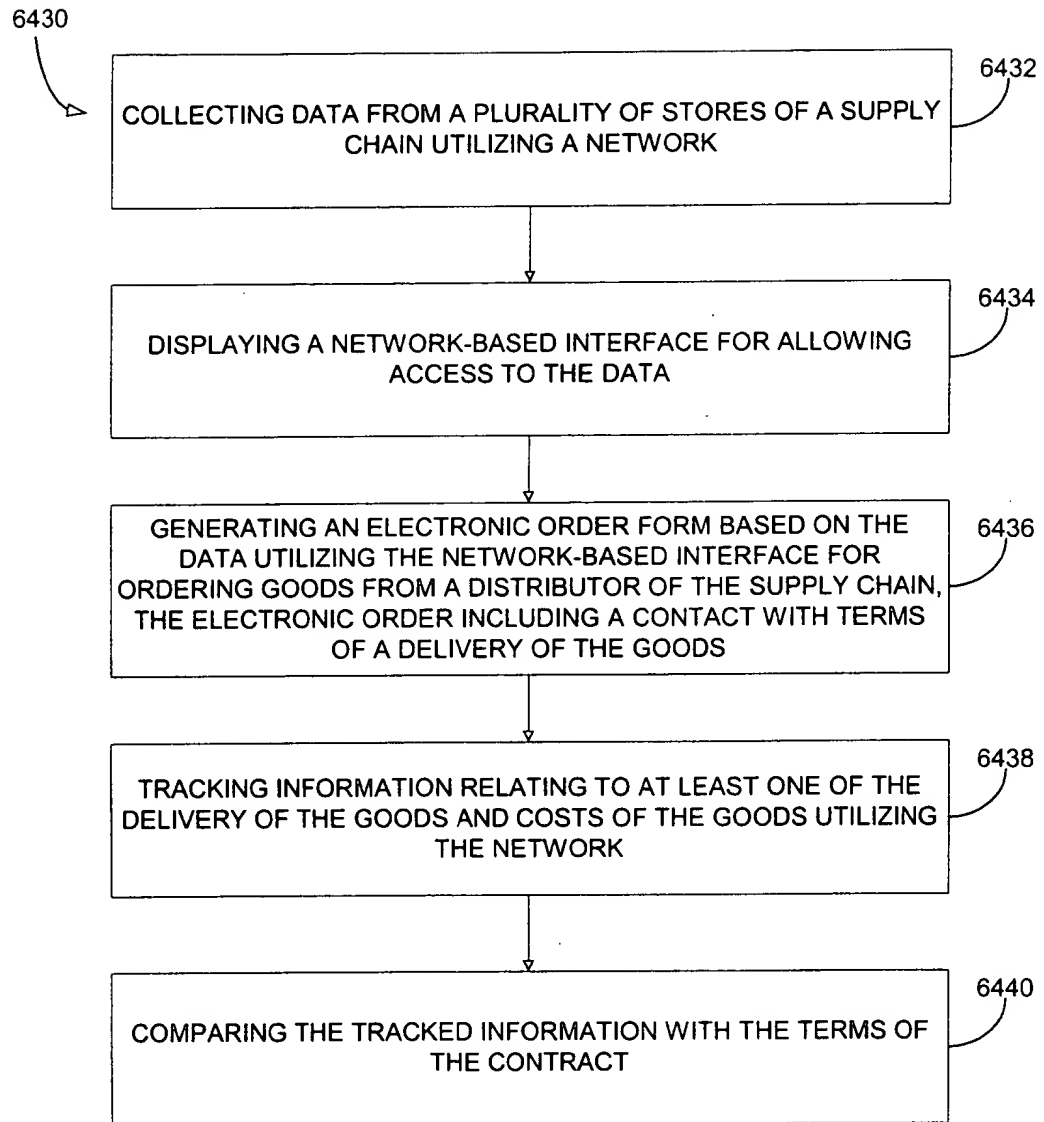 6430
6432
COLLECTING DATA FROM A PLURALITY OF STORES OF A SUPPLY
CHAIN UTILIZING A NETWORK
6434
DISPLAYING A NETWORK-BASED INTERFACE FOR ALLOWING
ACCESS TO THE DATA
6436
GENERATING AN ELECTRONIC ORDER FORM BASED ON THE
DATA UTILIZING THE NETWORK-BASED INTERFACE FOR
ORDERING GOODS FROM A DISTRIBUTOR OF THE SUPPLY CHAIN,
THE ELECTRONIC ORDER INCLUDING A CONTACT WITH TERMS
OF A DELIVERY OF THE GOODS
6438
TRACKING INFORMATION RELATING TO AT LEAST ONE OF THE
DELIVERY OF THE GOODS AND COSTS OF THE GOODS UTILIZING
THE NETWORK
6440
COMPARING THE TRACKED INFORMATION WITH THE TERMS OF
THE CONTRACT